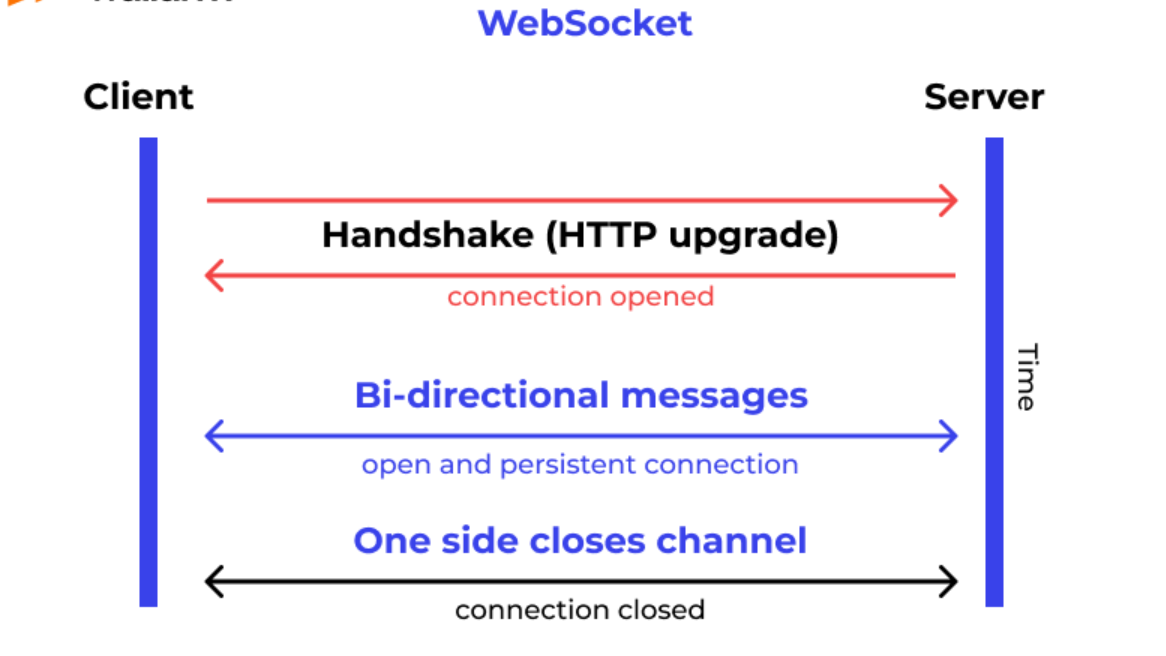 WebSocket
Client
Server
Handshake (HTTP upgrade)
connection opened
Time
Bi-directional messages
open and persistent connection
One side closes channel
connection closed